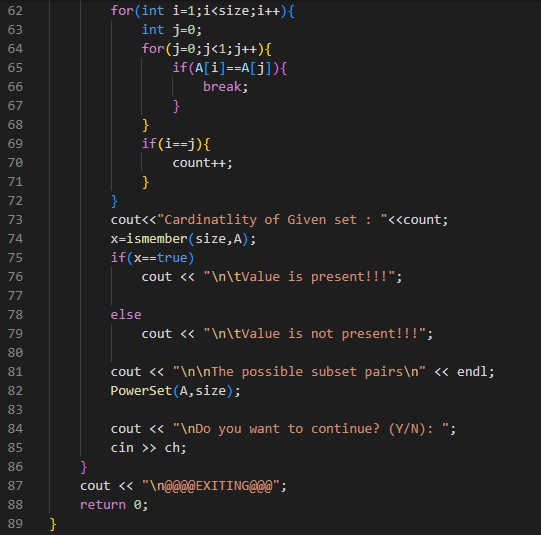 62 for(int i=1;i<size;i++){
63 int j=0;
64 for(j=0;j<1;j++){
65 if(A[i]==A[j]){
66 break;
67 }
68 }
69 if(i==j){
70 count++;
71 }
72 }
73 cout<<"Cardinatlity of Given set : "<<count;
74 x=ismember(size,A);
75 if(x==true)
76 cout << "\n\tValue is present!!!";
77
78 else
79 cout << "\n\tValue is not present!!!";
80
81 cout << "\n\nThe possible subset pairs\n" << endl;
82 PowerSet(A,size);
83
84 cout << "\nDo you want to continue? (Y/N): ";
85 cin >> ch;
86 }
87 cout << "\n@@@@EXITING@@@";
88 return 0;
89 }